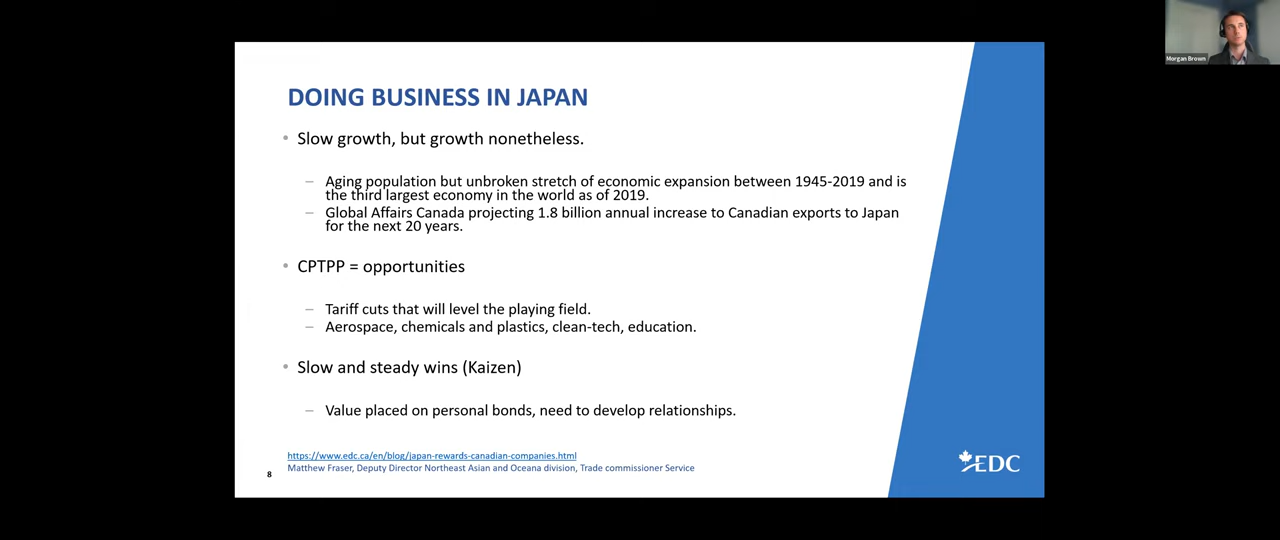 Morgan Brown
DOING BUSINESS IN JAPAN
• Slow growth, but growth nonetheless.
– Aging population but unbroken stretch of economic expansion between 1945-2019 and is
the third largest economy in the world as of 2019.
– Global Affairs Canada projecting 1.8 billion annual increase to Canadian exports to Japan
for the next 20 years.
• CPTPP = opportunities
– Tariff cuts that will level the playing field.
– Aerospace, chemicals and plastics, clean-tech, education.
• Slow and steady wins (Kaizen)
– Value placed on personal bonds, need to develop relationships.
https://www.edc.ca/en/blog/japan-rewards-canadian-companies.html
Matthew Fraser, Deputy Director Northeast Asian and Oceana division, Trade commissioner Service
8
EDC